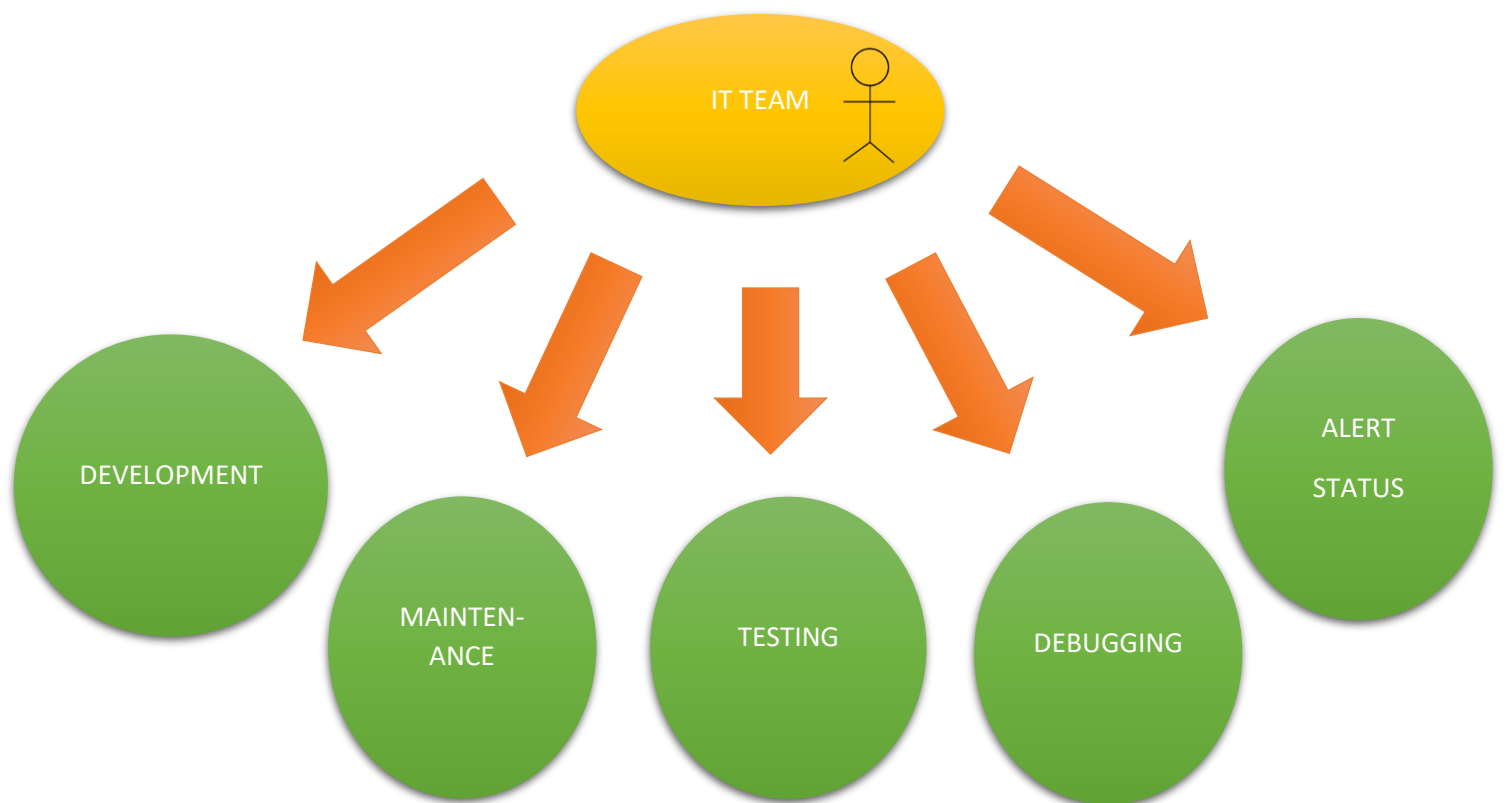 IT TEAM
DEVELOPMENT
MAINTEN-
ANCE
TESTING
DEBUGGING
ALERT
STATUS